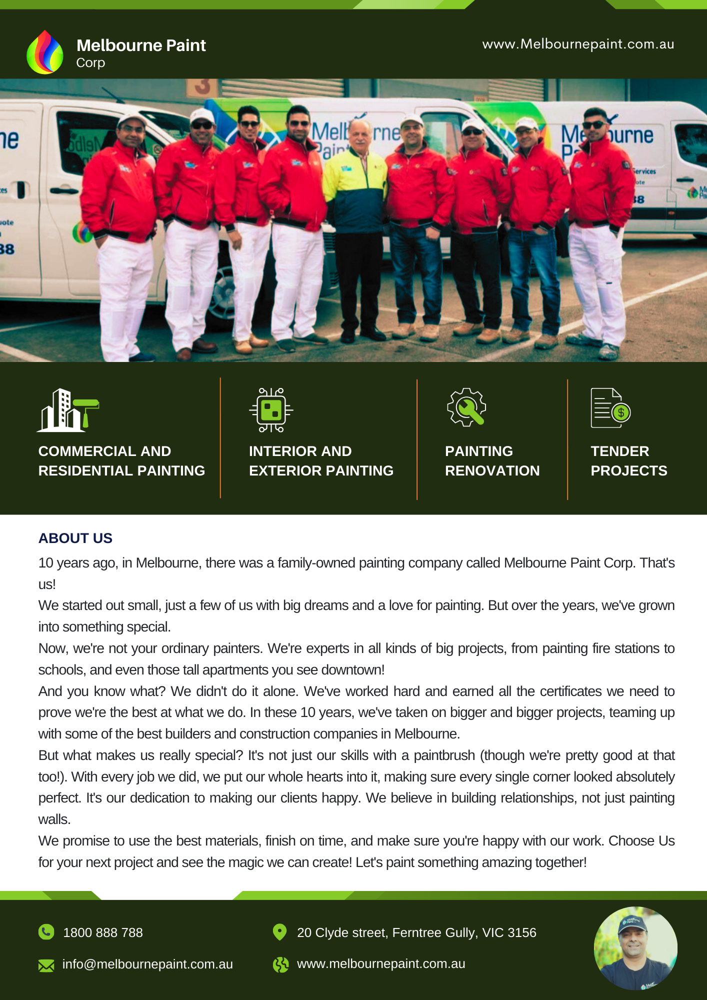 Melbourne Paint
Corp
www.Melbournepaint.com.au
3
ne
Melbourne
Paint
Services
38
38
COMMERCIAL AND
RESIDENTIAL PAINTING
INTERIOR AND
EXTERIOR PAINTING
PAINTING
RENOVATION
TENDER
PROJECTS
ABOUT US
10 years ago, in Melbourne, there was a family-owned painting company called Melbourne Paint Corp. That's
us!
We started out small, just a few of us with big dreams and a love for painting. But over the years, we've grown
into something special.
Now, we're not your ordinary painters. We're experts in all kinds of big projects, from painting fire stations to
schools, and even those tall apartments you see downtown!
And you know what? We didn't do it alone. We've worked hard and earned all the certificates we need to
prove we're the best at what we do. In these 10 years, we've taken on bigger and bigger projects, teaming up
with some of the best builders and construction companies in Melbourne.
But what makes us really special? It's not just our skills with a paintbrush (though we're pretty good at that
too!). With every job we did, we put our whole hearts into it, making sure every single corner looked absolutely
perfect. It's our dedication to making our clients happy. We believe in building relationships, not just painting
walls.
We promise to use the best materials, finish on time, and make sure you're happy with our work. Choose Us
for your next project and see the magic we can create! Let's paint something amazing together!
1800 888 788
20 Clyde street, Ferntree Gully, VIC 3156
info@melbournepaint.com.au
www.melbournepaint.com.au